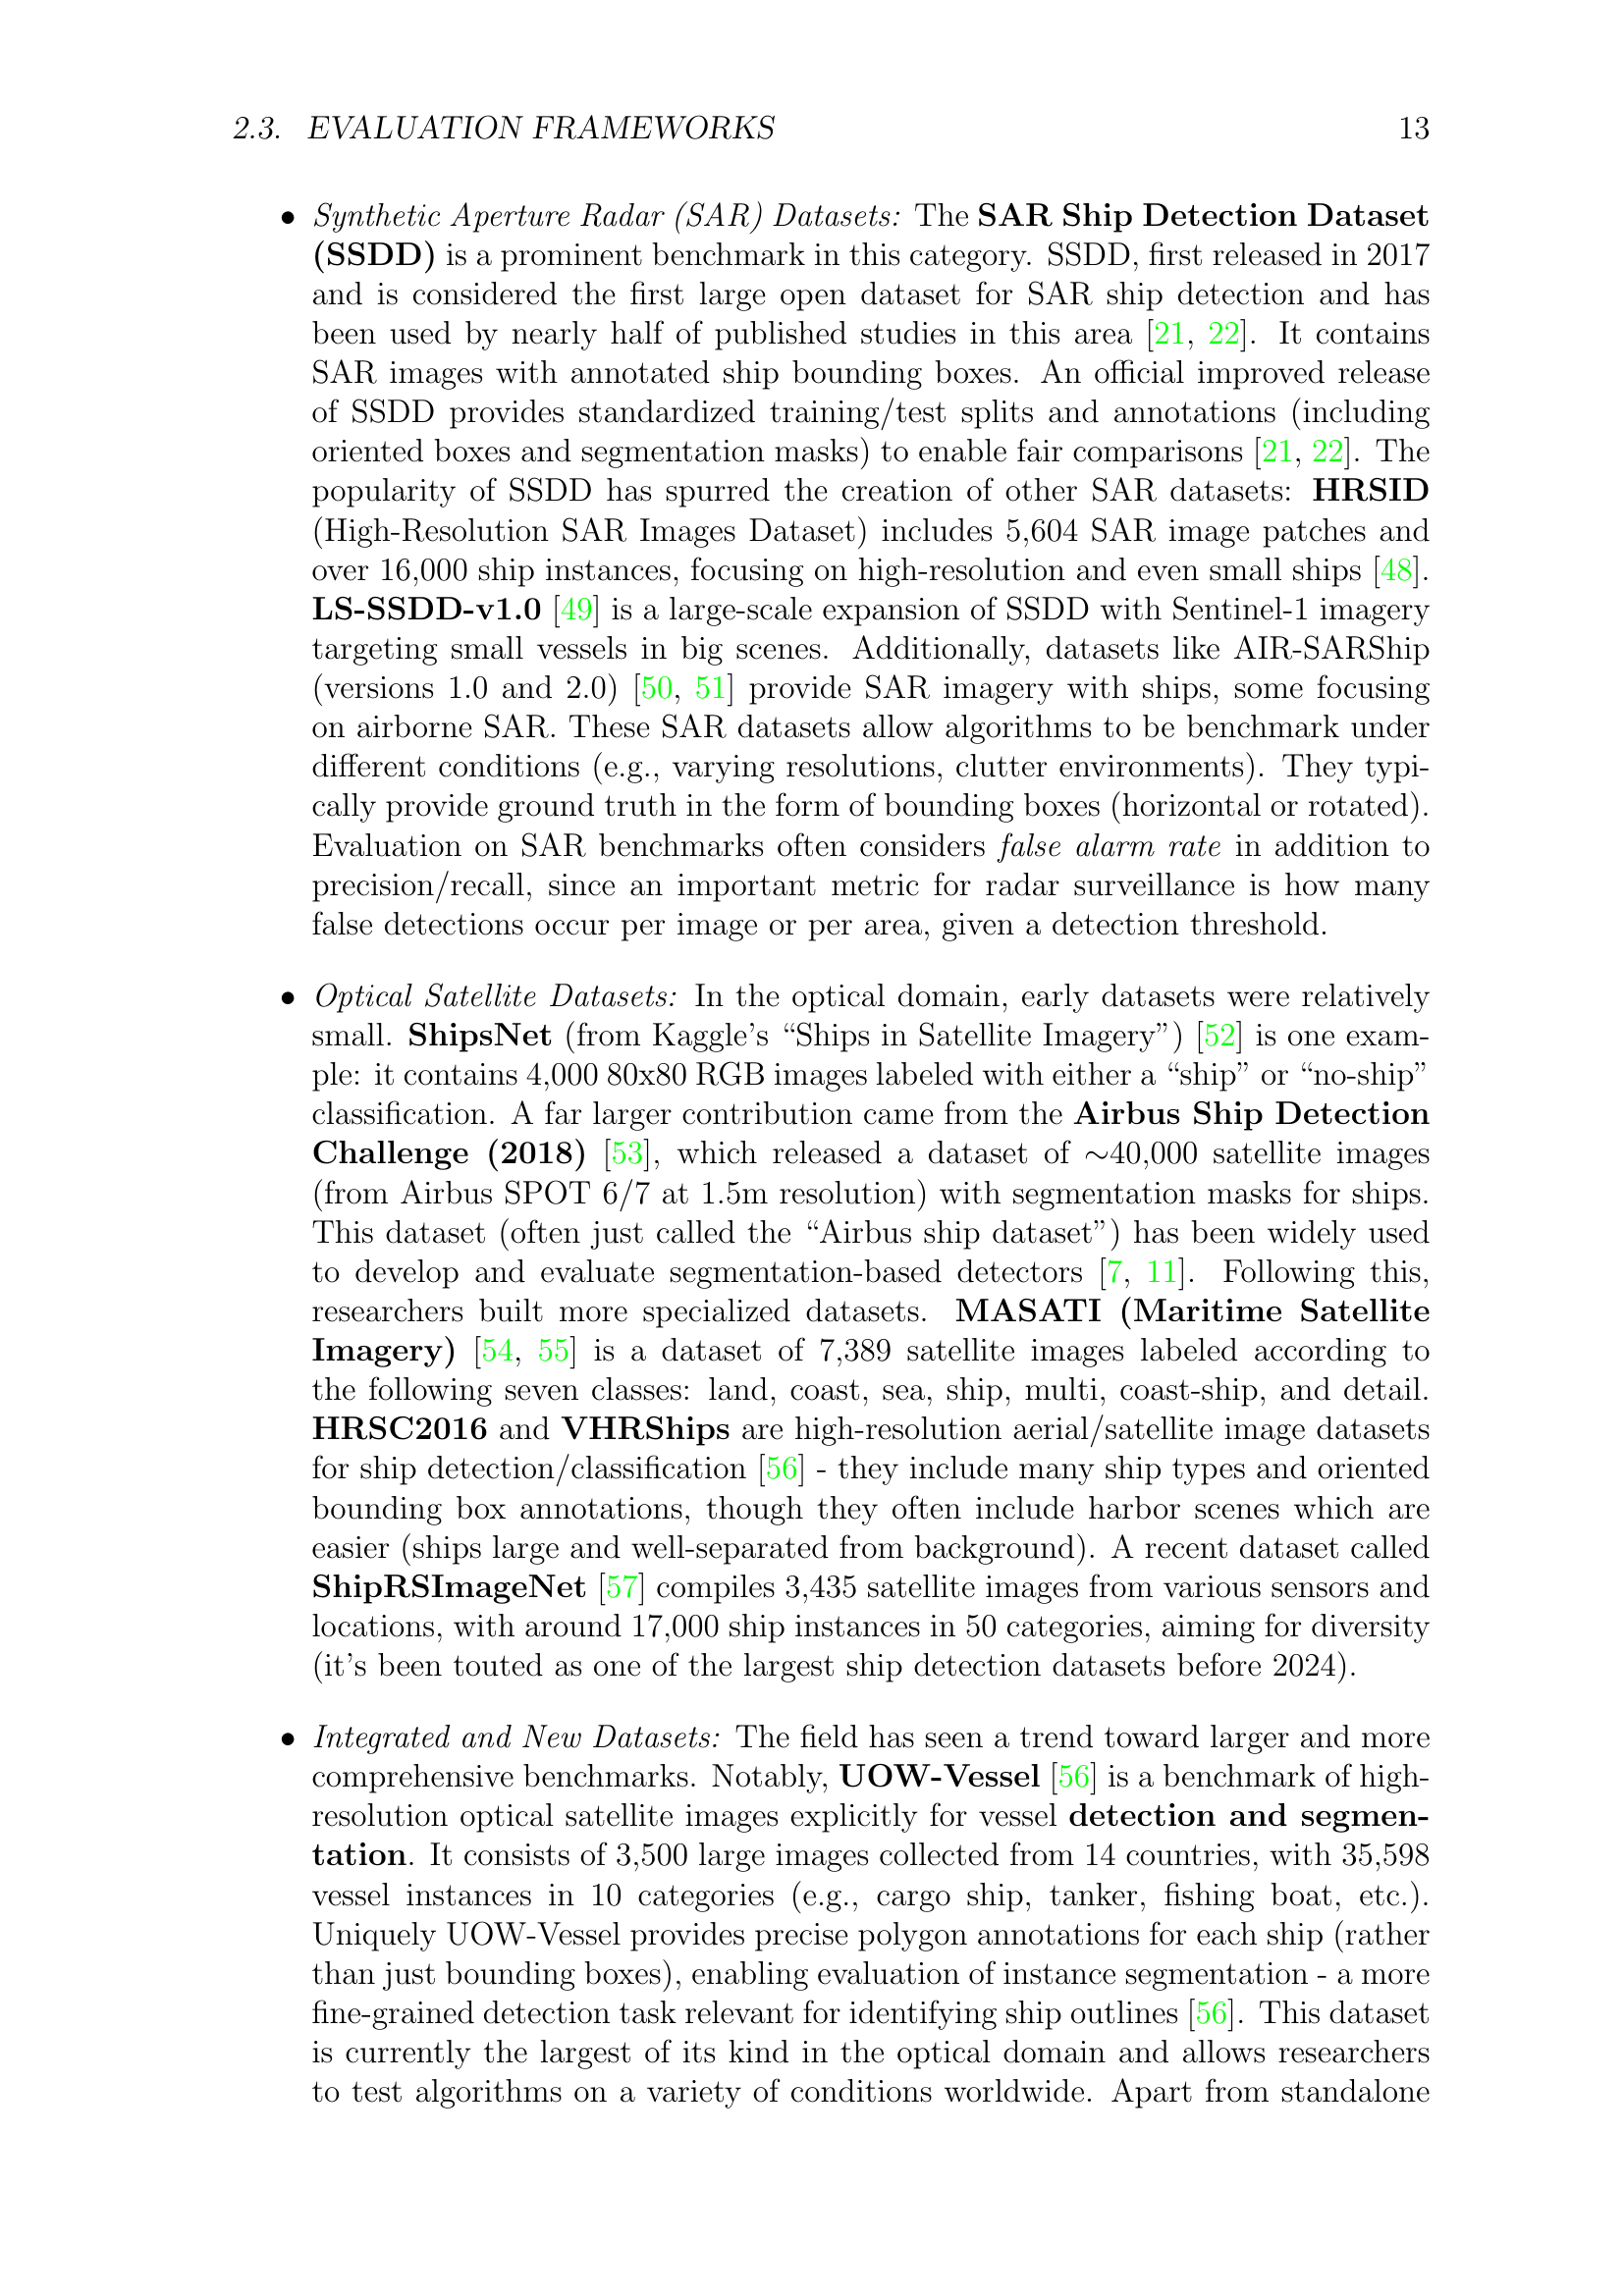 2.3. EVALUATION FRAMEWORKS 13
• Synthetic Aperture Radar (SAR) Datasets: The SAR Ship Detection Dataset
(SSDD) is a prominent benchmark in this category. SSDD, first released in 2017
and is considered the first large open dataset for SAR ship detection and has
been used by nearly half of published studies in this area [21, 22]. It contains
SAR images with annotated ship bounding boxes. An official improved release
of SSDD provides standardized training/test splits and annotations (including
oriented boxes and segmentation masks) to enable fair comparisons [21, 22]. The
popularity of SSDD has spurred the creation of other SAR datasets: HRSID
(High-Resolution SAR Images Dataset) includes 5,604 SAR image patches and
over 16,000 ship instances, focusing on high-resolution and even small ships [48].
LS-SSDD-v1.0 [49] is a large-scale expansion of SSDD with Sentinel-1 imagery
targeting small vessels in big scenes. Additionally, datasets like AIR-SARShip
(versions 1.0 and 2.0) [50, 51] provide SAR imagery with ships, some focusing
on airborne SAR. These SAR datasets allow algorithms to be benchmark under
different conditions (e.g., varying resolutions, clutter environments). They typi-
cally provide ground truth in the form of bounding boxes (horizontal or rotated).
Evaluation on SAR benchmarks often considers false alarm rate in addition to
precision/recall, since an important metric for radar surveillance is how many
false detections occur per image or per area, given a detection threshold.
• Optical Satellite Datasets: In the optical domain, early datasets were relatively
small. ShipsNet (from Kaggle's “Ships in Satellite Imagery”) [52] is one exam-
ple: it contains 4,000 80x80 RGB images labeled with either a “ship” or “no-ship”
classification. A far larger contribution came from the Airbus Ship Detection
Challenge (2018) [53], which released a dataset of ∼40,000 satellite images
(from Airbus SPOT 6/7 at 1.5m resolution) with segmentation masks for ships.
This dataset (often just called the “Airbus ship dataset”) has been widely used
to develop and evaluate segmentation-based detectors [7, 11]. Following this,
researchers built more specialized datasets. MASATI (Maritime Satellite
Imagery) [54, 55] is a dataset of 7,389 satellite images labeled according to
the following seven classes: land, coast, sea, ship, multi, coast-ship, and detail.
HRSC2016 and VHRShips are high-resolution aerial/satellite image datasets
for ship detection/classification [56] - they include many ship types and oriented
bounding box annotations, though they often include harbor scenes which are
easier (ships large and well-separated from background). A recent dataset called
ShipRSImageNet [57] compiles 3,435 satellite images from various sensors and
locations, with around 17,000 ship instances in 50 categories, aiming for diversity
(it's been touted as one of the largest ship detection datasets before 2024).
• Integrated and New Datasets: The field has seen a trend toward larger and more
comprehensive benchmarks. Notably, UOW-Vessel [56] is a benchmark of high-
resolution optical satellite images explicitly for vessel detection and segmen-
tation. It consists of 3,500 large images collected from 14 countries, with 35,598
vessel instances in 10 categories (e.g., cargo ship, tanker, fishing boat, etc.).
Uniquely UOW-Vessel provides precise polygon annotations for each ship (rather
than just bounding boxes), enabling evaluation of instance segmentation - a more
fine-grained detection task relevant for identifying ship outlines [56]. This dataset
is currently the largest of its kind in the optical domain and allows researchers
to test algorithms on a variety of conditions worldwide. Apart from standalone